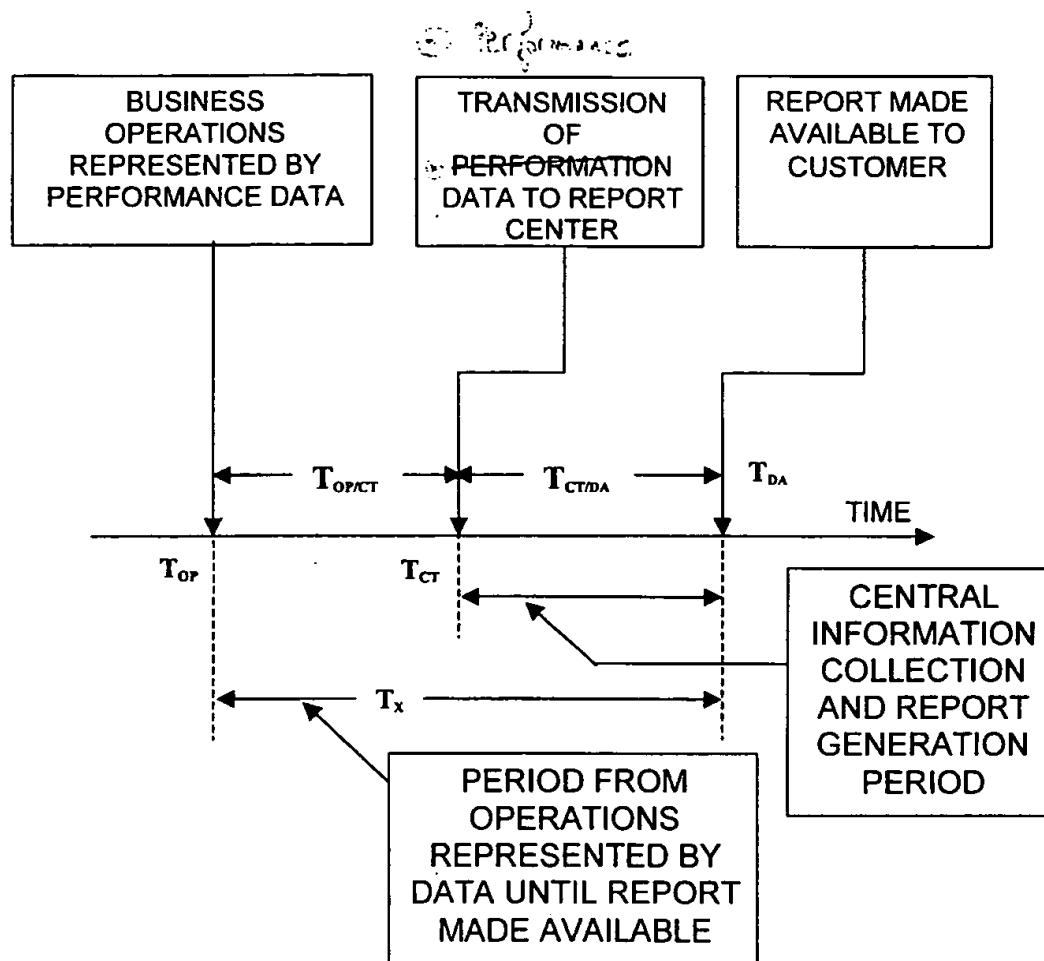 Performance
BUSINESS
OPERATIONS
REPRESENTED BY
PERFORMANCE DATA
TRANSMISSION
OF
PERFORMATION
DATA TO REPORT
CENTER
REPORT MADE
AVAILABLE TO
CUSTOMER
T_OP/CT
T_CT/DA
T_DA
TIME
T_OP
T_CT
CENTRAL
INFORMATION
COLLECTION
AND REPORT
GENERATION
PERIOD
T_X
PERIOD FROM
OPERATIONS
REPRESENTED BY
DATA UNTIL REPORT
MADE AVAILABLE